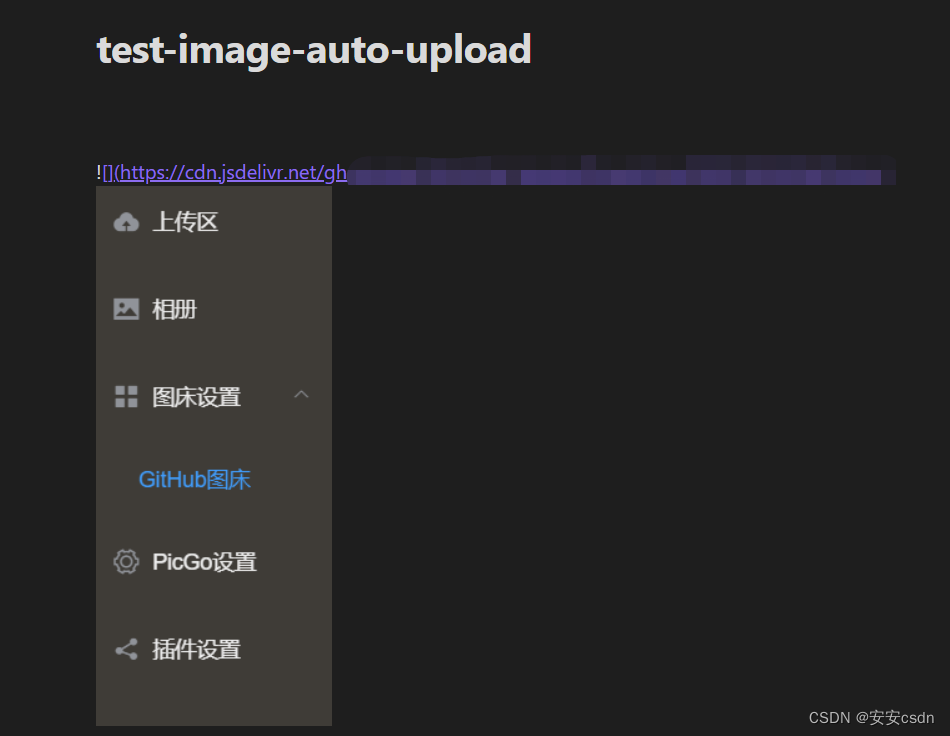 test-image-auto-upload
![](https://cdn.jsdelivr.net/gh
上传区
相册
图床设置
GitHub图床
PicGo设置
插件设置
CSDN @安安csdn